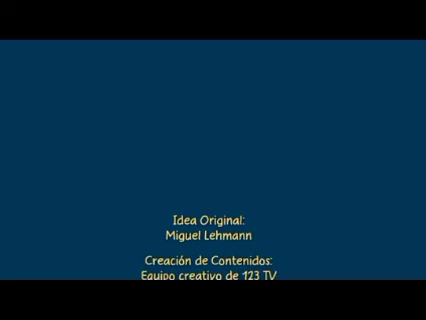 Idea Original:
Miguel Lehmann
Creación de Contenidos:
Equipo creativo de 123 TV